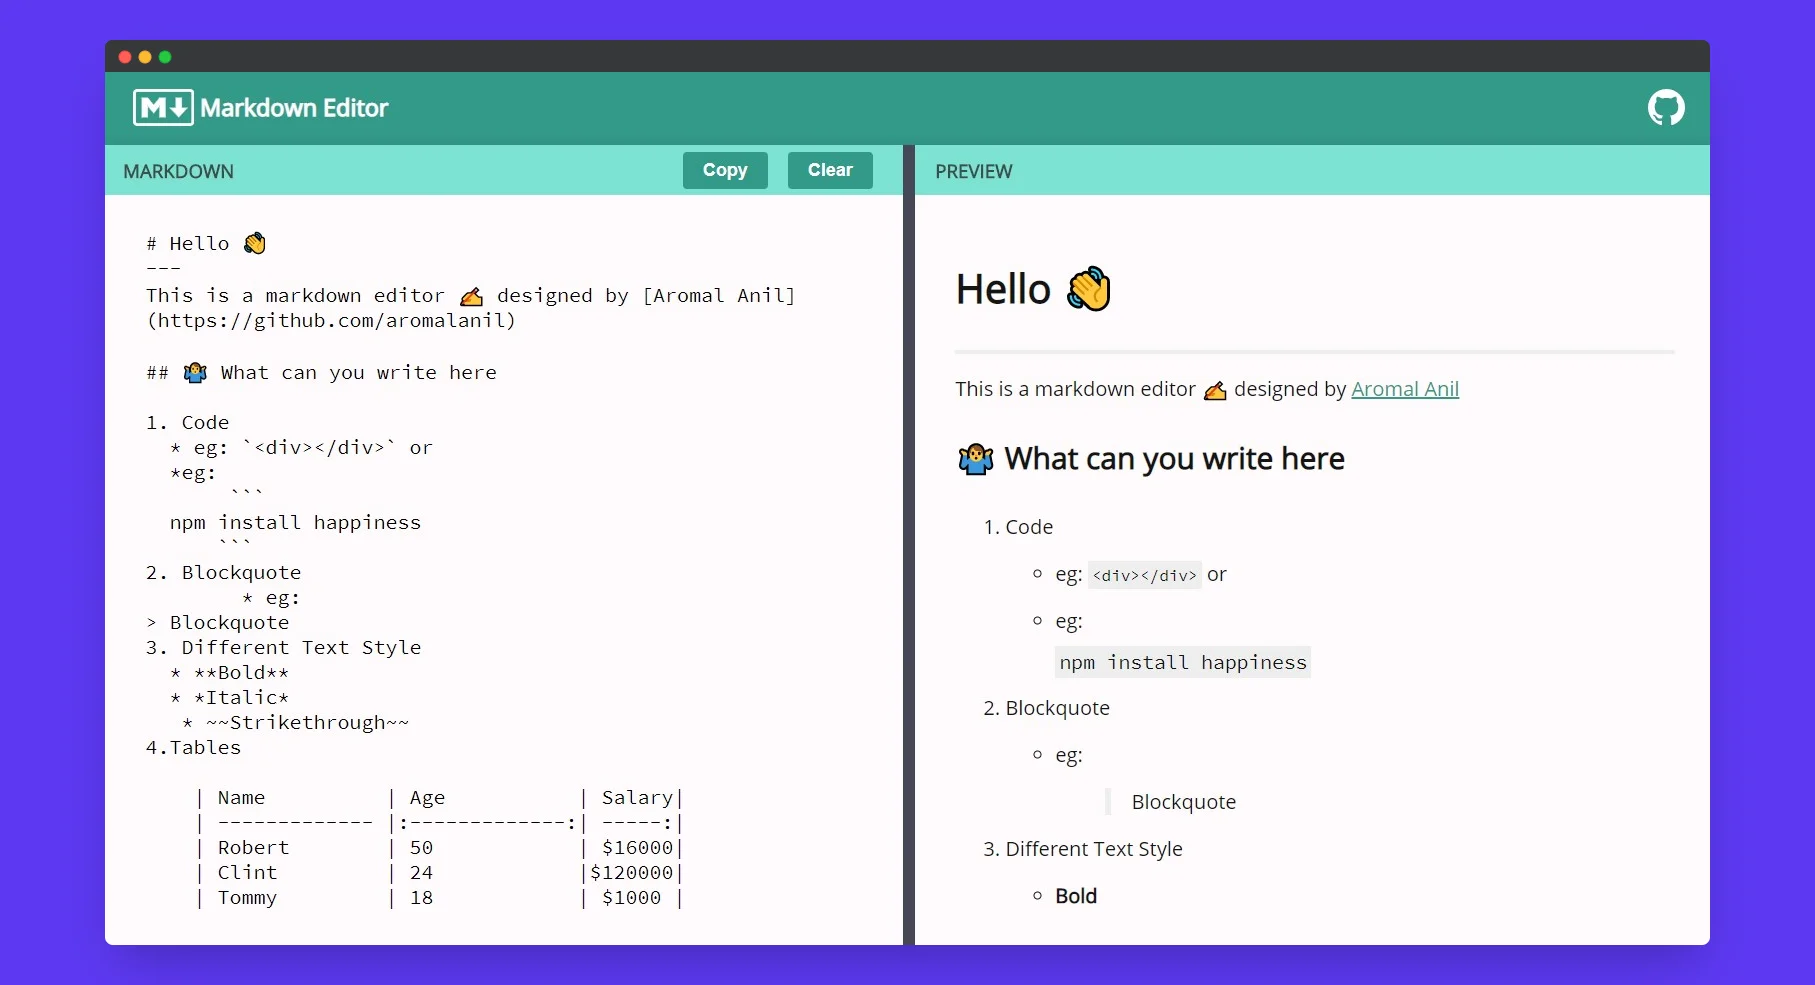 M↓ Markdown Editor
MARKDOWN
Copy
Clear
# Hello 👋
---
This is a markdown editor ✍️ designed by [Aromal Anil]
(https://github.com/aromalanil)
## 🤷‍♂️ What can you write here
1. Code
  * eg: `<div></div>` or
  *eg:
       ```
  npm install happiness
      ```
2. Blockquote
        * eg:
> Blockquote
3. Different Text Style
  * **Bold**
  * *Italic*
   * ~~Strikethrough~~
4.Tables
    | Name          | Age           | Salary|
    | ------------- |:-------------:| -----:|
    | Robert        | 50            | $16000|
    | Clint         | 24            |$120000|
    | Tommy         | 18            | $1000 |
PREVIEW
Hello 👋
This is a markdown editor ✍️ designed by Aromal Anil
🤷‍♂️ What can you write here
1. Code
eg: <div></div> or
eg:
npm install happiness
2. Blockquote
eg:
Blockquote
3. Different Text Style
Bold